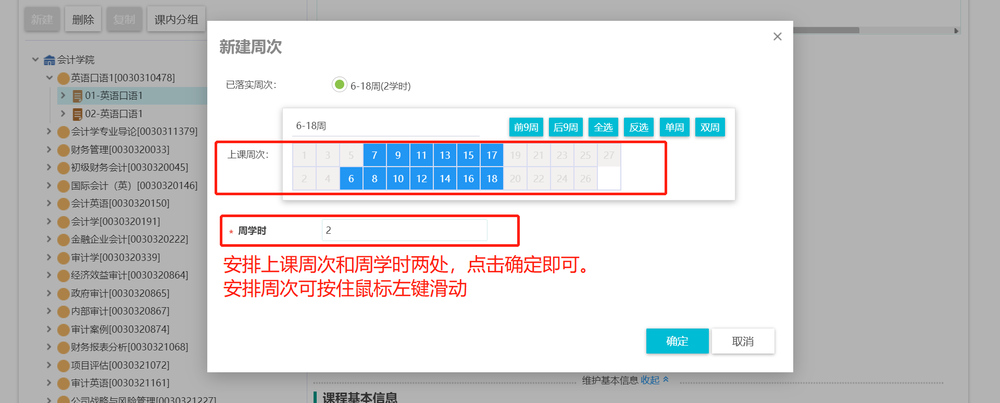 新建 删除 复制 课内分组
会计学院
英语口语1[0030310478]
01-英语口语1
02-英语口语1
会计学专业导论[0030311379]
财务管理[0030320033]
初级财务会计[0030320045]
国际会计（英）[0030320146]
会计英语[0030320150]
会计学[0030320191]
金融企业会计[0030320222]
审计学[0030320339]
经济效益审计[0030320864]
政府审计[0030320865]
内部审计[0030320867]
审计案例[0030320874]
财务报表分析[0030321068]
项目评估[0030321072]
审计英语[0030321161]
公司战略与风险管理[0030321227]
新建周次
已落实周次： 6-18周(2学时)
6-18周 前9周 后9周 全选 反选 单周 双周
上课周次： 1 3 5 7 9 11 13 15 17 19 21 23 25 27
2 4 6 8 10 12 14 16 18 20 22 24 26
* 周学时 2
安排上课周次和周学时两处，点击确定即可。
安排周次可按住鼠标左键滑动
确定 取消
维护基本信息 收起
课程基本信息